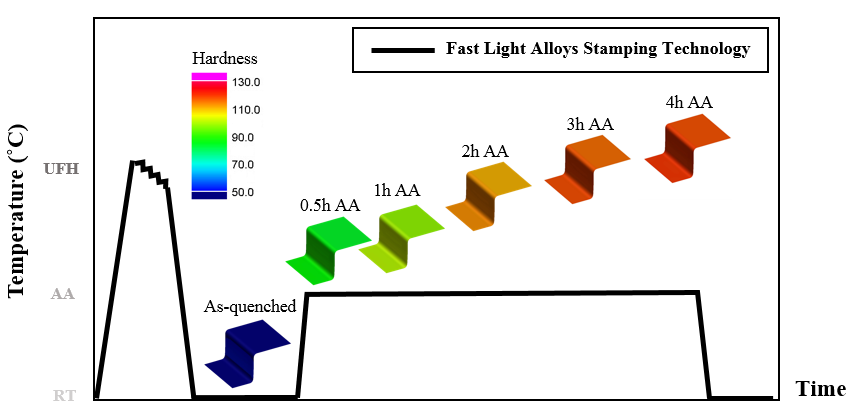 Fast Light Alloys Stamping Technology
Hardness
130.0
110.0
90.0
70.0
50.0
4h AA
3h AA
2h AA
1h AA
0.5h AA
As-quenched
Temperature (°C)
UFH
AA
RT
Time